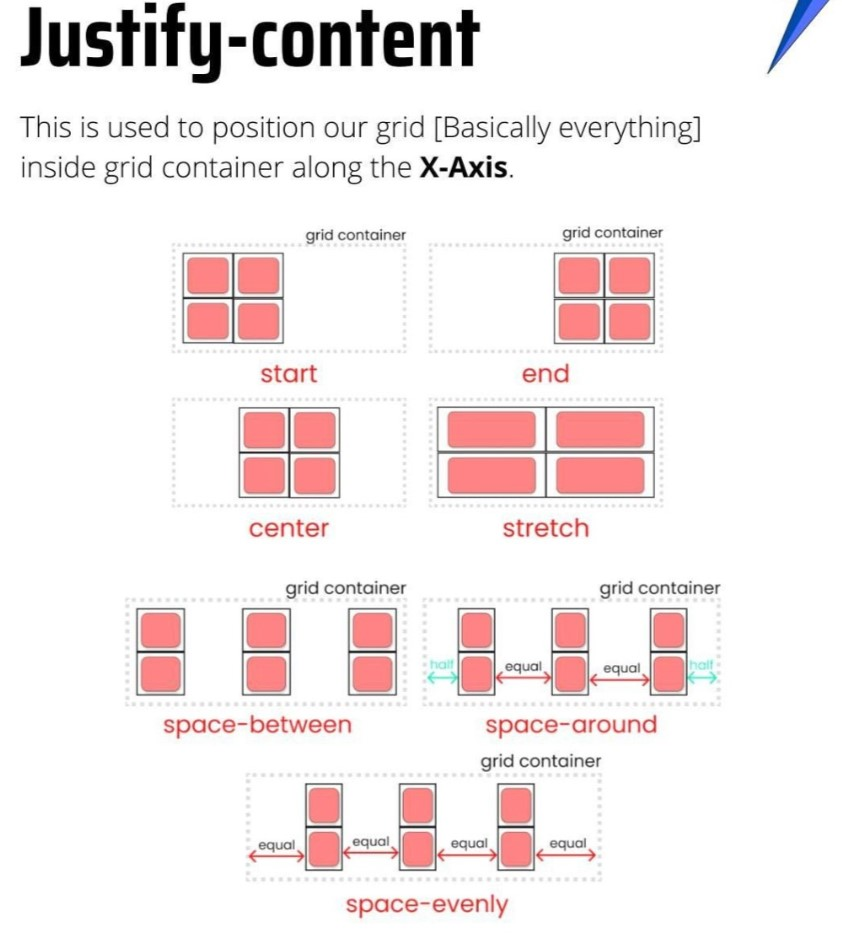 Justify-content
This is used to position our grid [Basically everything]
inside grid container along the X-Axis.
grid container
grid container
start
end
center
stretch
grid container
grid container
half
equal
equal
half
space-between
space-around
grid container
equal
equal
equal
equal
space-evenly